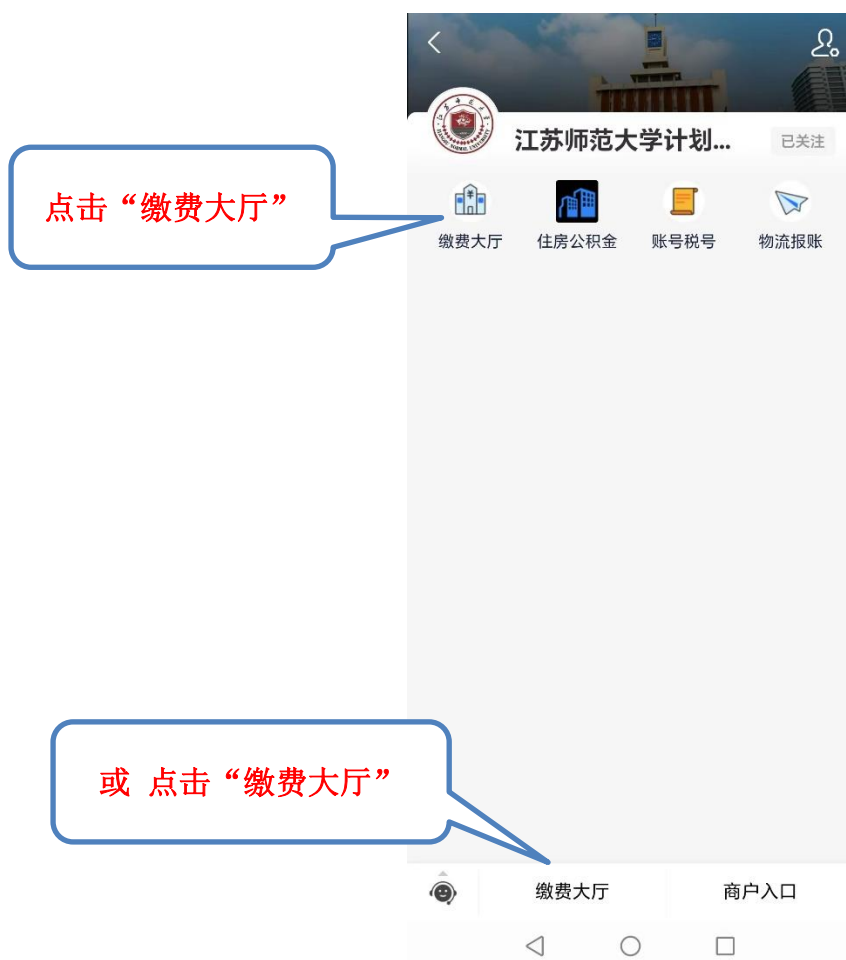 江苏师范大学计划...
已关注
点击“缴费大厅”
缴费大厅
住房公积金
账号税号
物流报账
或 点击“缴费大厅”
缴费大厅
商户入口